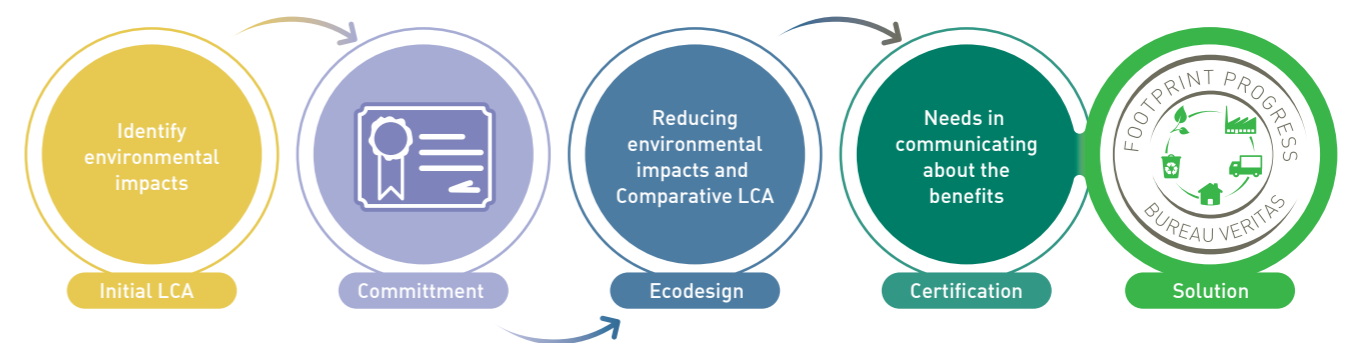 Identify
environmental
impacts
Initial LCA
Committment
Reducing
environmental
impacts and
Comparative LCA
Ecodesign
Needs in
communicating
about the
benefits
Certification
FOOTPRINT PROGRESS
BUREAU VERITAS
Solution